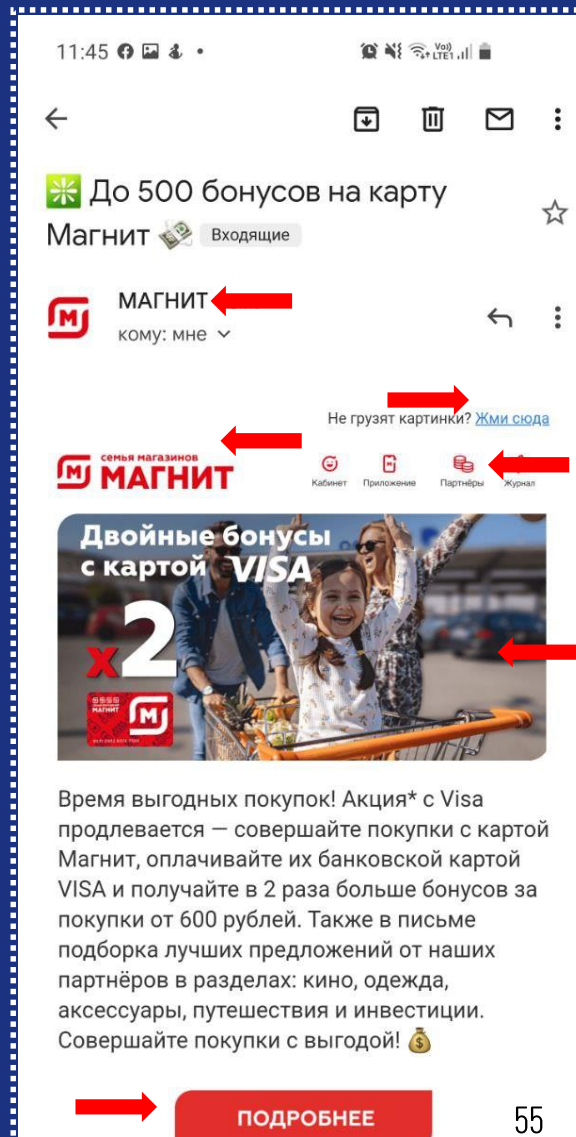 11:45
Vo)) LTE1
До 500 бонусов на карту
Магнит Входящие
МАГНИТ
кому: мне
Не грузят картинки? Жми сюда
семья магазинов
МАГНИТ
Кабинет Приложение Партнёры Журнал
Двойные бонусы
с картой VISA
x2
МАГНИТ
Время выгодных покупок! Акция* с Visa
продлевается — совершайте покупки с картой
Магнит, оплачивайте их банковской картой
VISA и получайте в 2 раза больше бонусов за
покупки от 600 рублей. Также в письме
подборка лучших предложений от наших
партнёров в разделах: кино, одежда,
аксессуары, путешествия и инвестиции.
Совершайте покупки с выгодой!
ПОДРОБНЕЕ
55